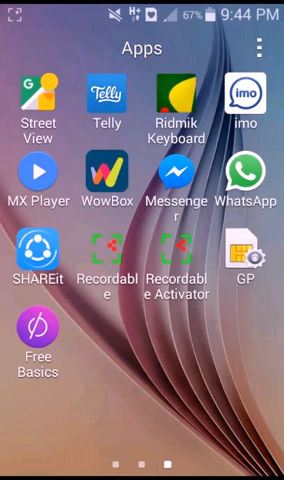 H+ 67% 9:44 PM
Apps
G
Telly
imo
Street View
Telly
Ridmik Keyboard
imo
MX Player
WowBox
Messenge
r
WhatsApp
SHAREit
Recordabl
e
Recordabl
e Activator
GP
Free
Basics